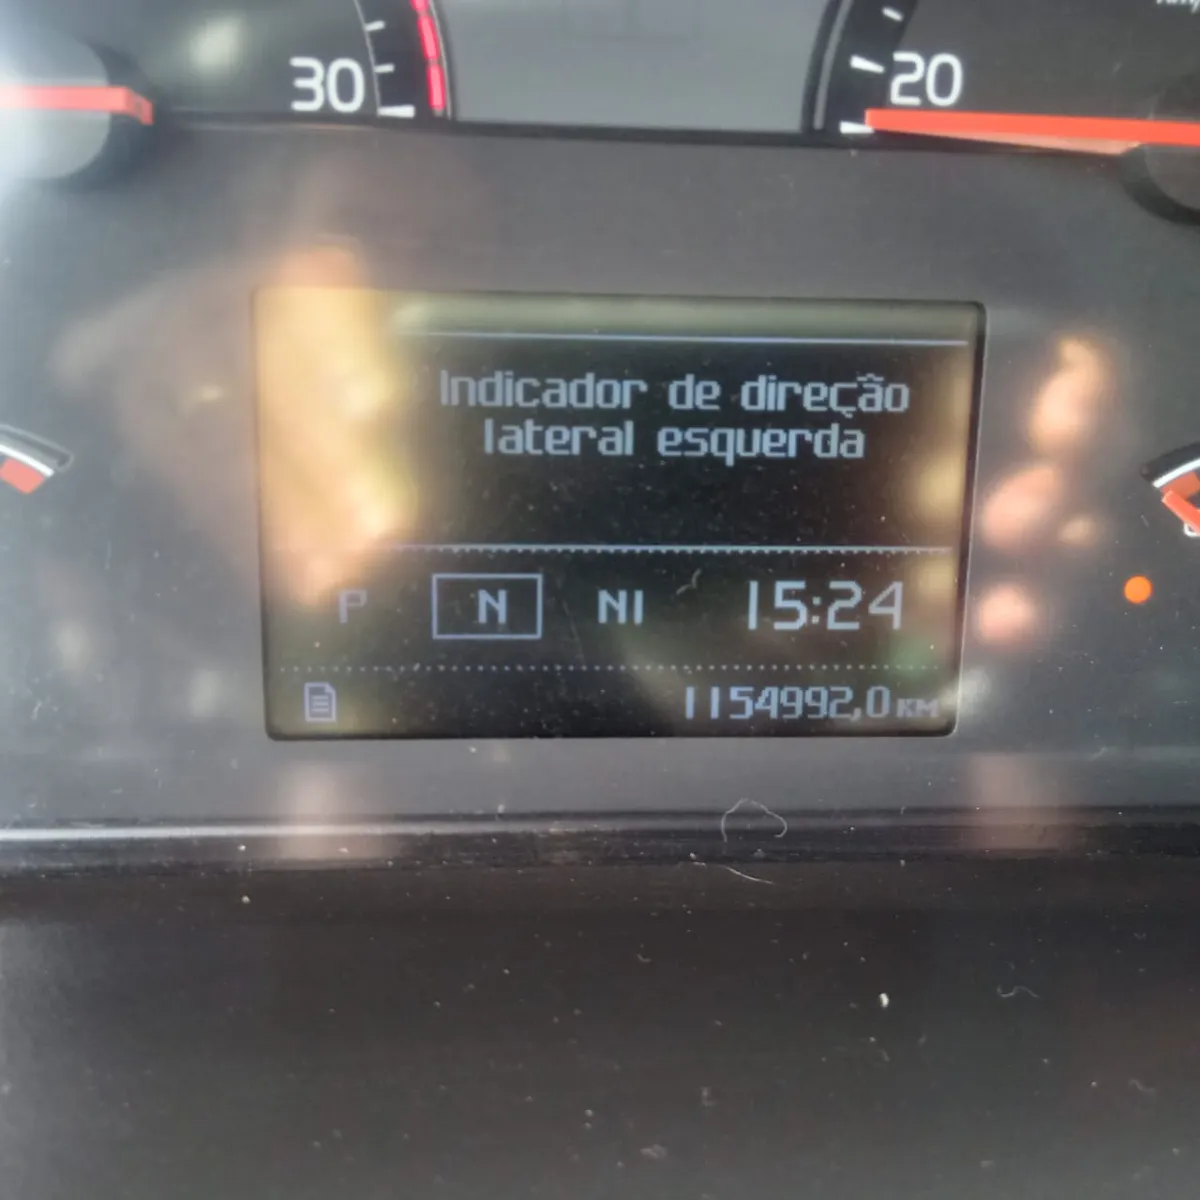 30
20
Indicador de direção
lateral esquerda
P N NI 15:24
1154992,0 KM